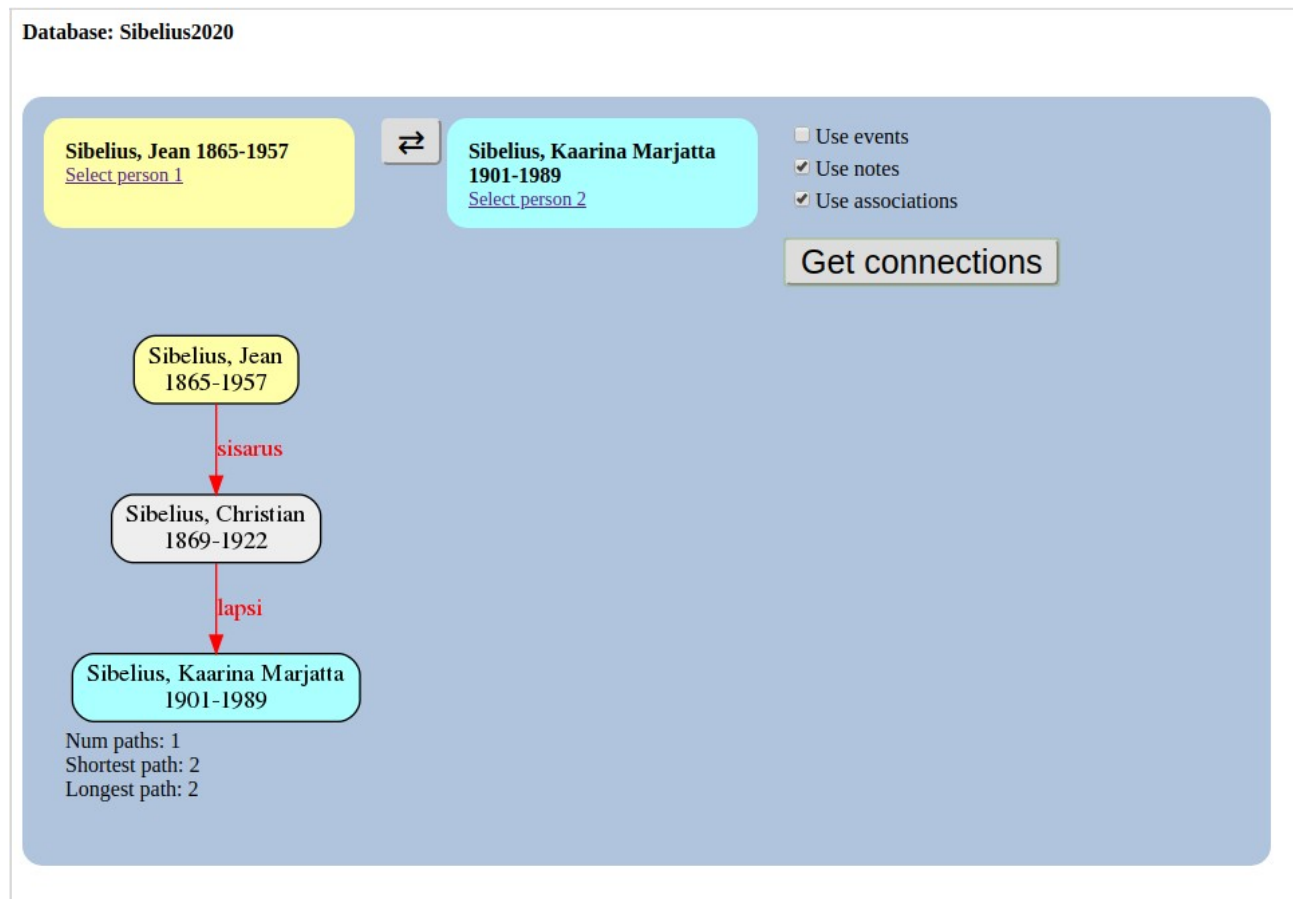 Database: Sibelius2020
Sibelius, Jean 1865-1957
Select person 1
⇄
Sibelius, Kaarina Marjatta
1901-1989
Select person 2
Use events
Use notes
Use associations
Get connections
Sibelius, Jean
1865-1957
sisarus
Sibelius, Christian
1869-1922
lapsi
Sibelius, Kaarina Marjatta
1901-1989
Num paths: 1
Shortest path: 2
Longest path: 2